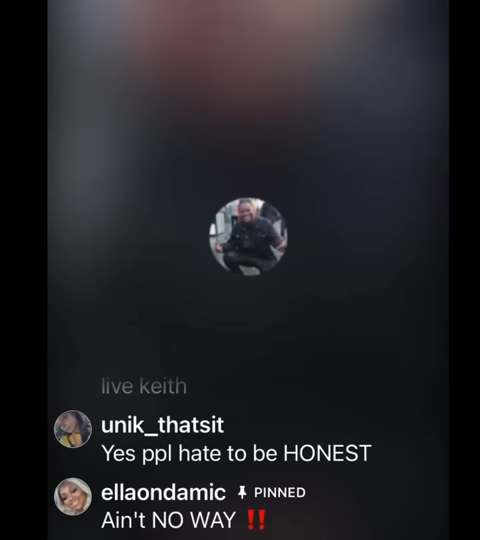 live keith
unik_thatsit
Yes ppl hate to be HONEST
ellaondamic PINNED
Ain't NO WAY ‼️